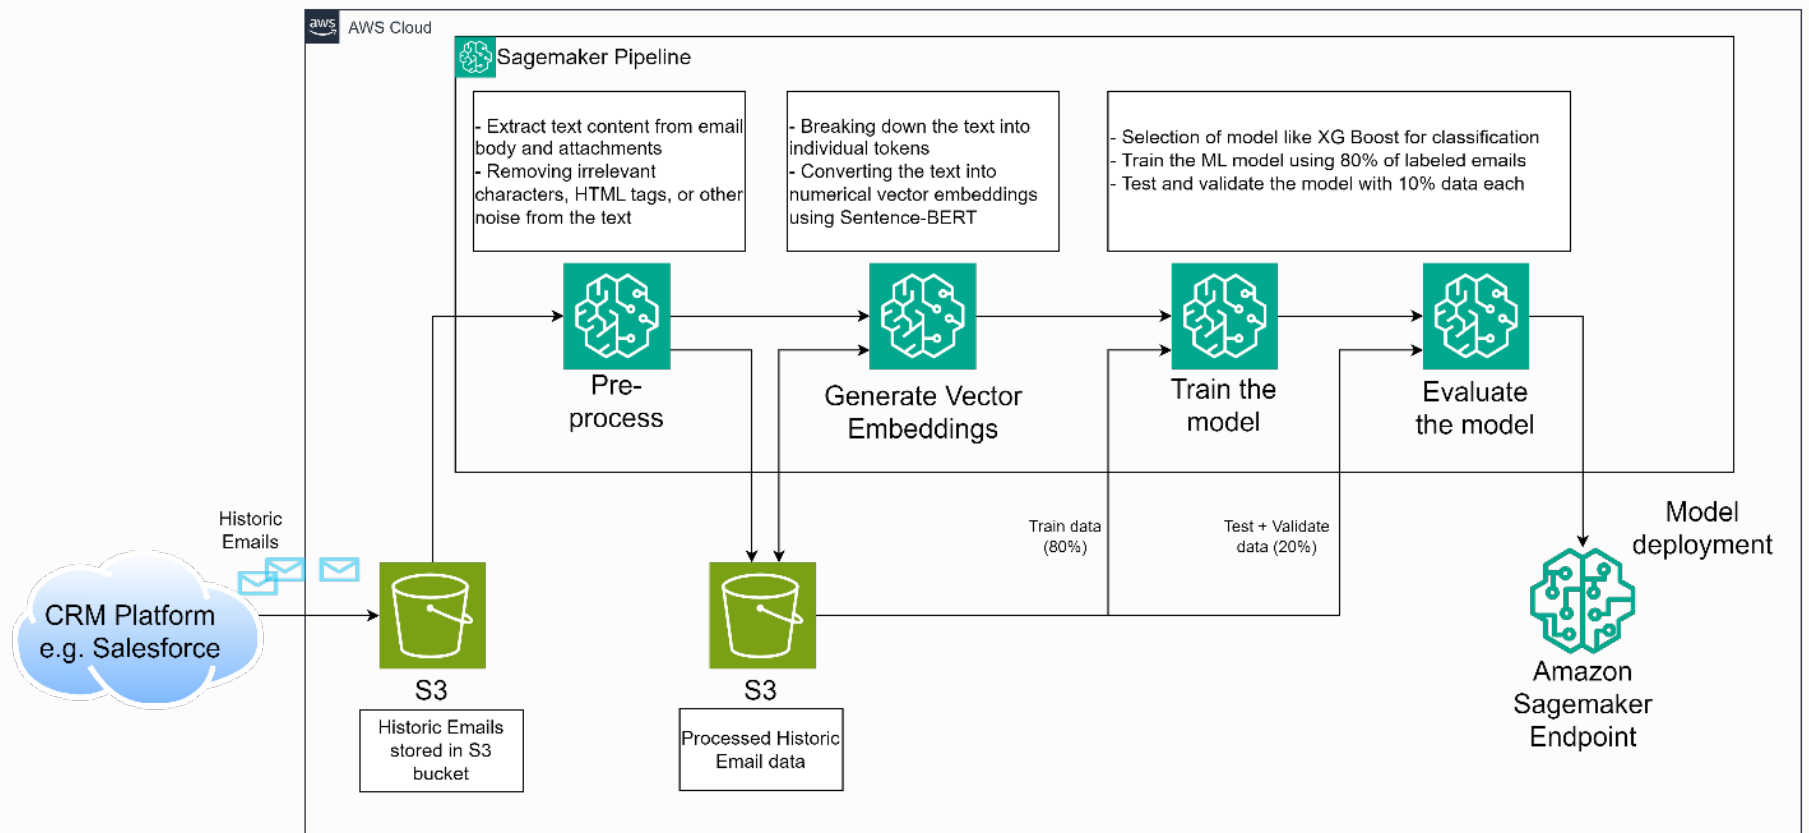 aws
AWS Cloud
Sagemaker Pipeline
- Extract text content from email
body and attachments
- Removing irrelevant
characters, HTML tags, or other
noise from the text
- Breaking down the text into
individual tokens
- Converting the text into
numerical vector embeddings
using Sentence-BERT
- Selection of model like XG Boost for classification
- Train the ML model using 80% of labeled emails
- Test and validate the model with 10% data each
Pre-
process
Generate Vector
Embeddings
Train the
model
Evaluate
the model
Historic
Emails
Train data
(80%)
Test + Validate
data (20%)
Model
deployment
CRM Platform
e.g. Salesforce
S3
Historic Emails
stored in S3
bucket
S3
Processed Historic
Email data
Amazon
Sagemaker
Endpoint